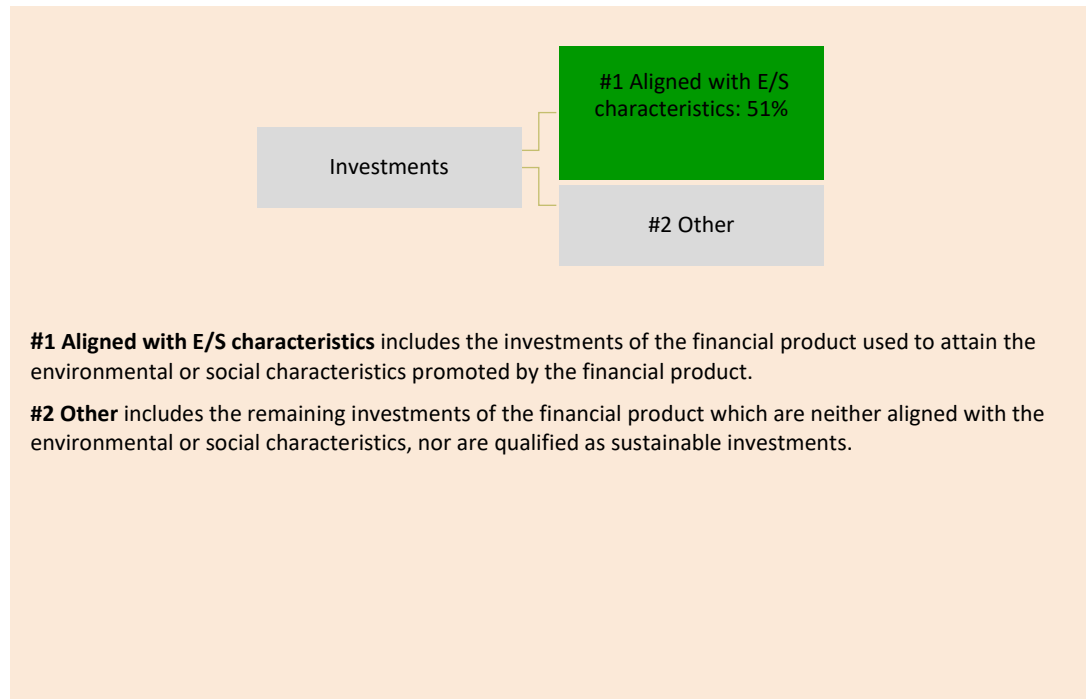 #1 Aligned with E/S
characteristics: 51%
Investments
#2 Other
#1 Aligned with E/S characteristics includes the investments of the financial product used to attain the
environmental or social characteristics promoted by the financial product.
#2 Other includes the remaining investments of the financial product which are neither aligned with the
environmental or social characteristics, nor are qualified as sustainable investments.